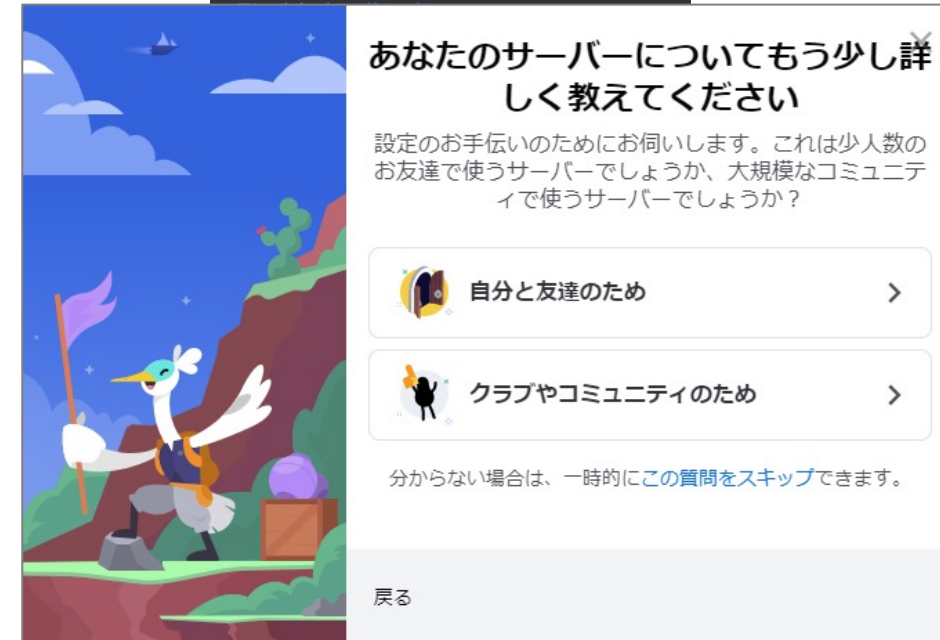 あなたのサーバーについてもう少し詳
しく教えてください
設定のお手伝いのためにお伺いします。これは少人数の
お友達で使うサーバーでしょうか、大規模なコミュニテ
ィで使うサーバーでしょうか？
自分と友達のため
クラブやコミュニティのため
分からない場合は、一時的にこの質問をスキップできます。
戻る